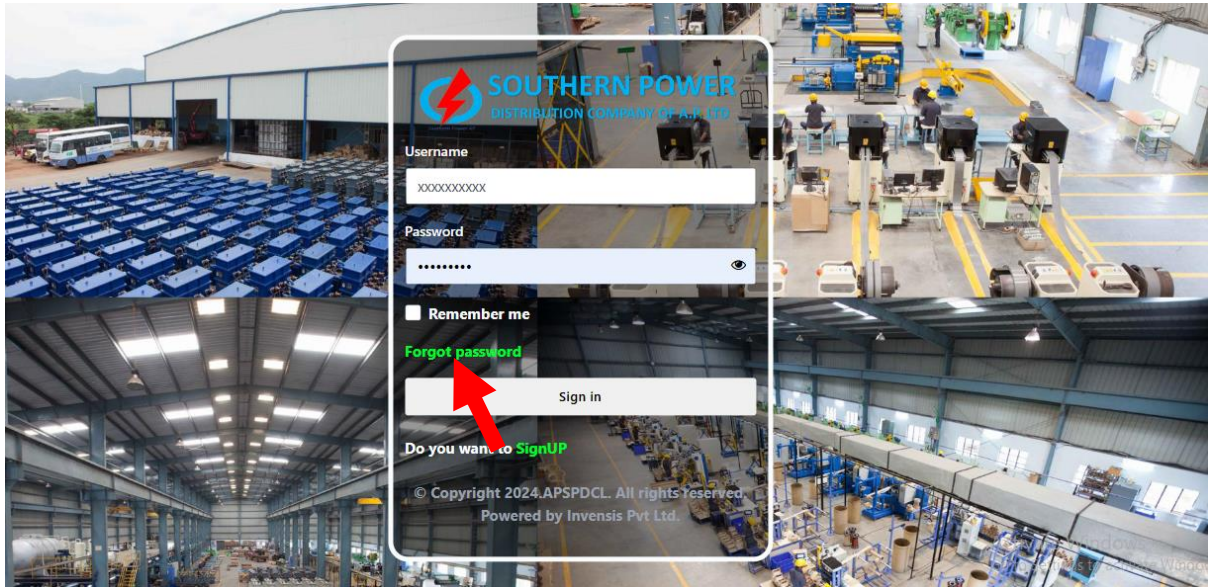 SOUTHERN POWER
DISTRIBUTION COMPANY OF A.P. LTD
Username
xxxxxxxxxx
Password
•••••••••
Remember me
Forgot password
Sign in
Do you want to SignUP
© Copyright 2024.APSPDCL. All rights reserved.
Powered by Invensis Pvt Ltd.